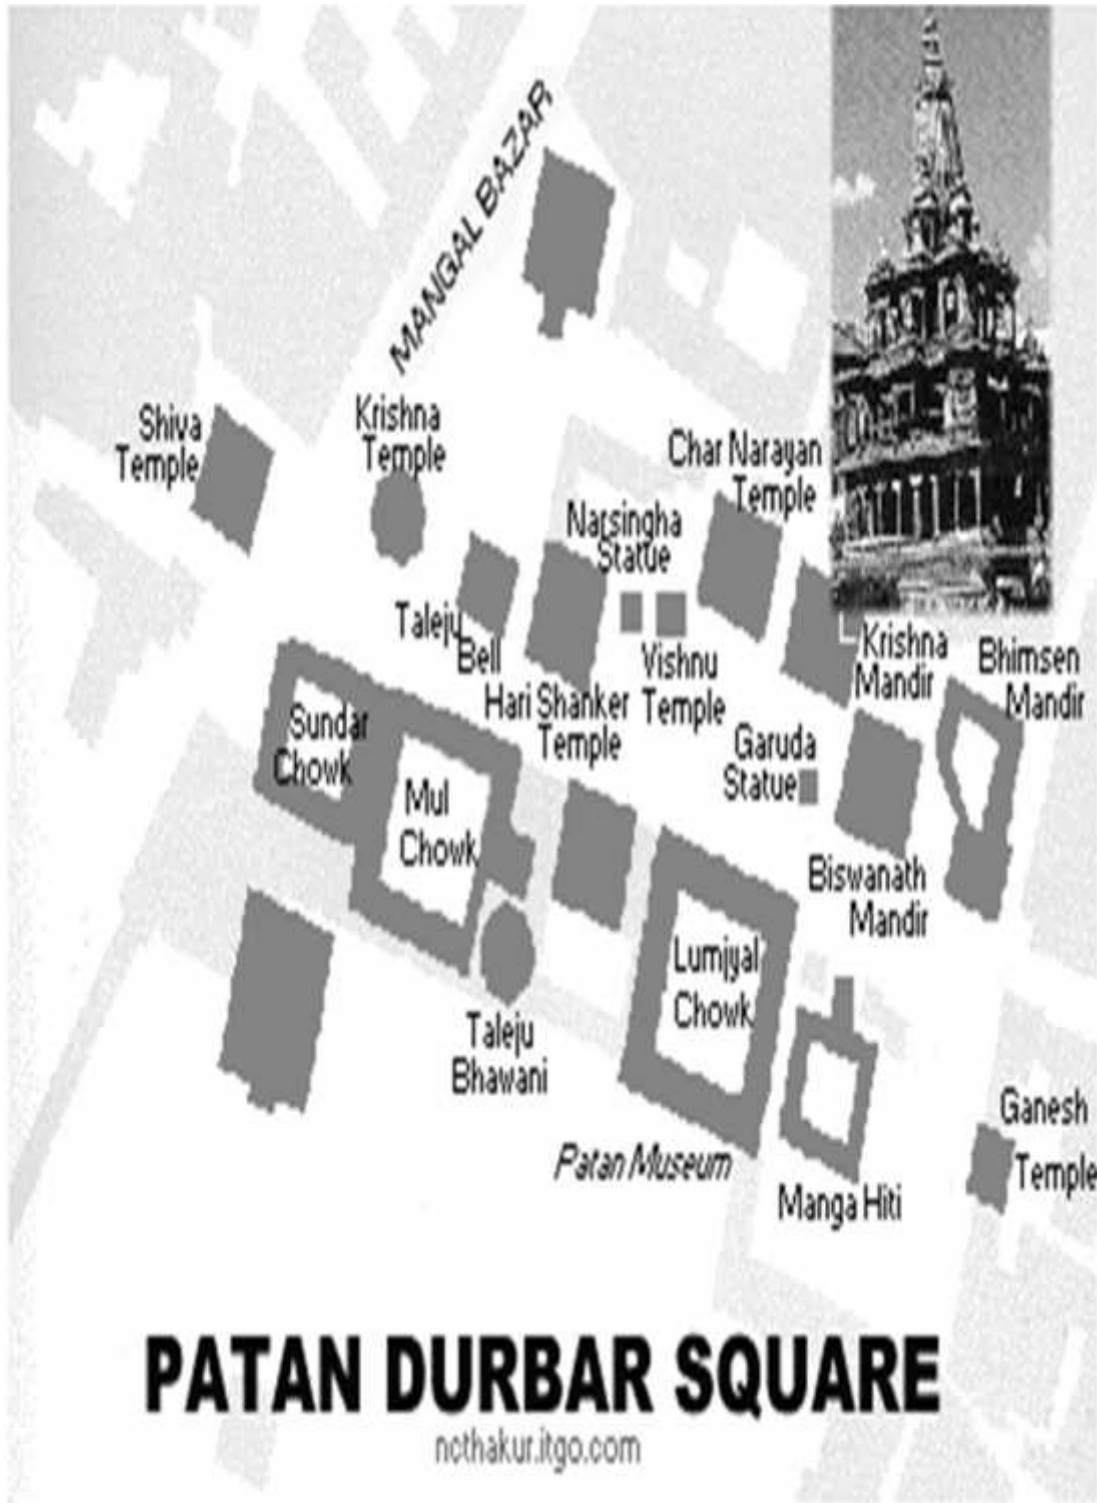 MANGAL BAZAR
Shiva
Temple
Krishna
Temple
Char Narayan
Temple
Narsingha
Statue
Taleju
Bell
Hari Shanker
Temple
Vishnu
Temple
Krishna
Mandir
Bhimsen
Mandir
Sundar
Chowk
Mul
Chowk
Garuda
Statue
Biswanath
Mandir
Lumjyal
Chowk
Taleju
Bhawani
Patan Museum
Manga Hiti
Ganesh
Temple
PATAN DURBAR SQUARE
ncthakur.itgo.com